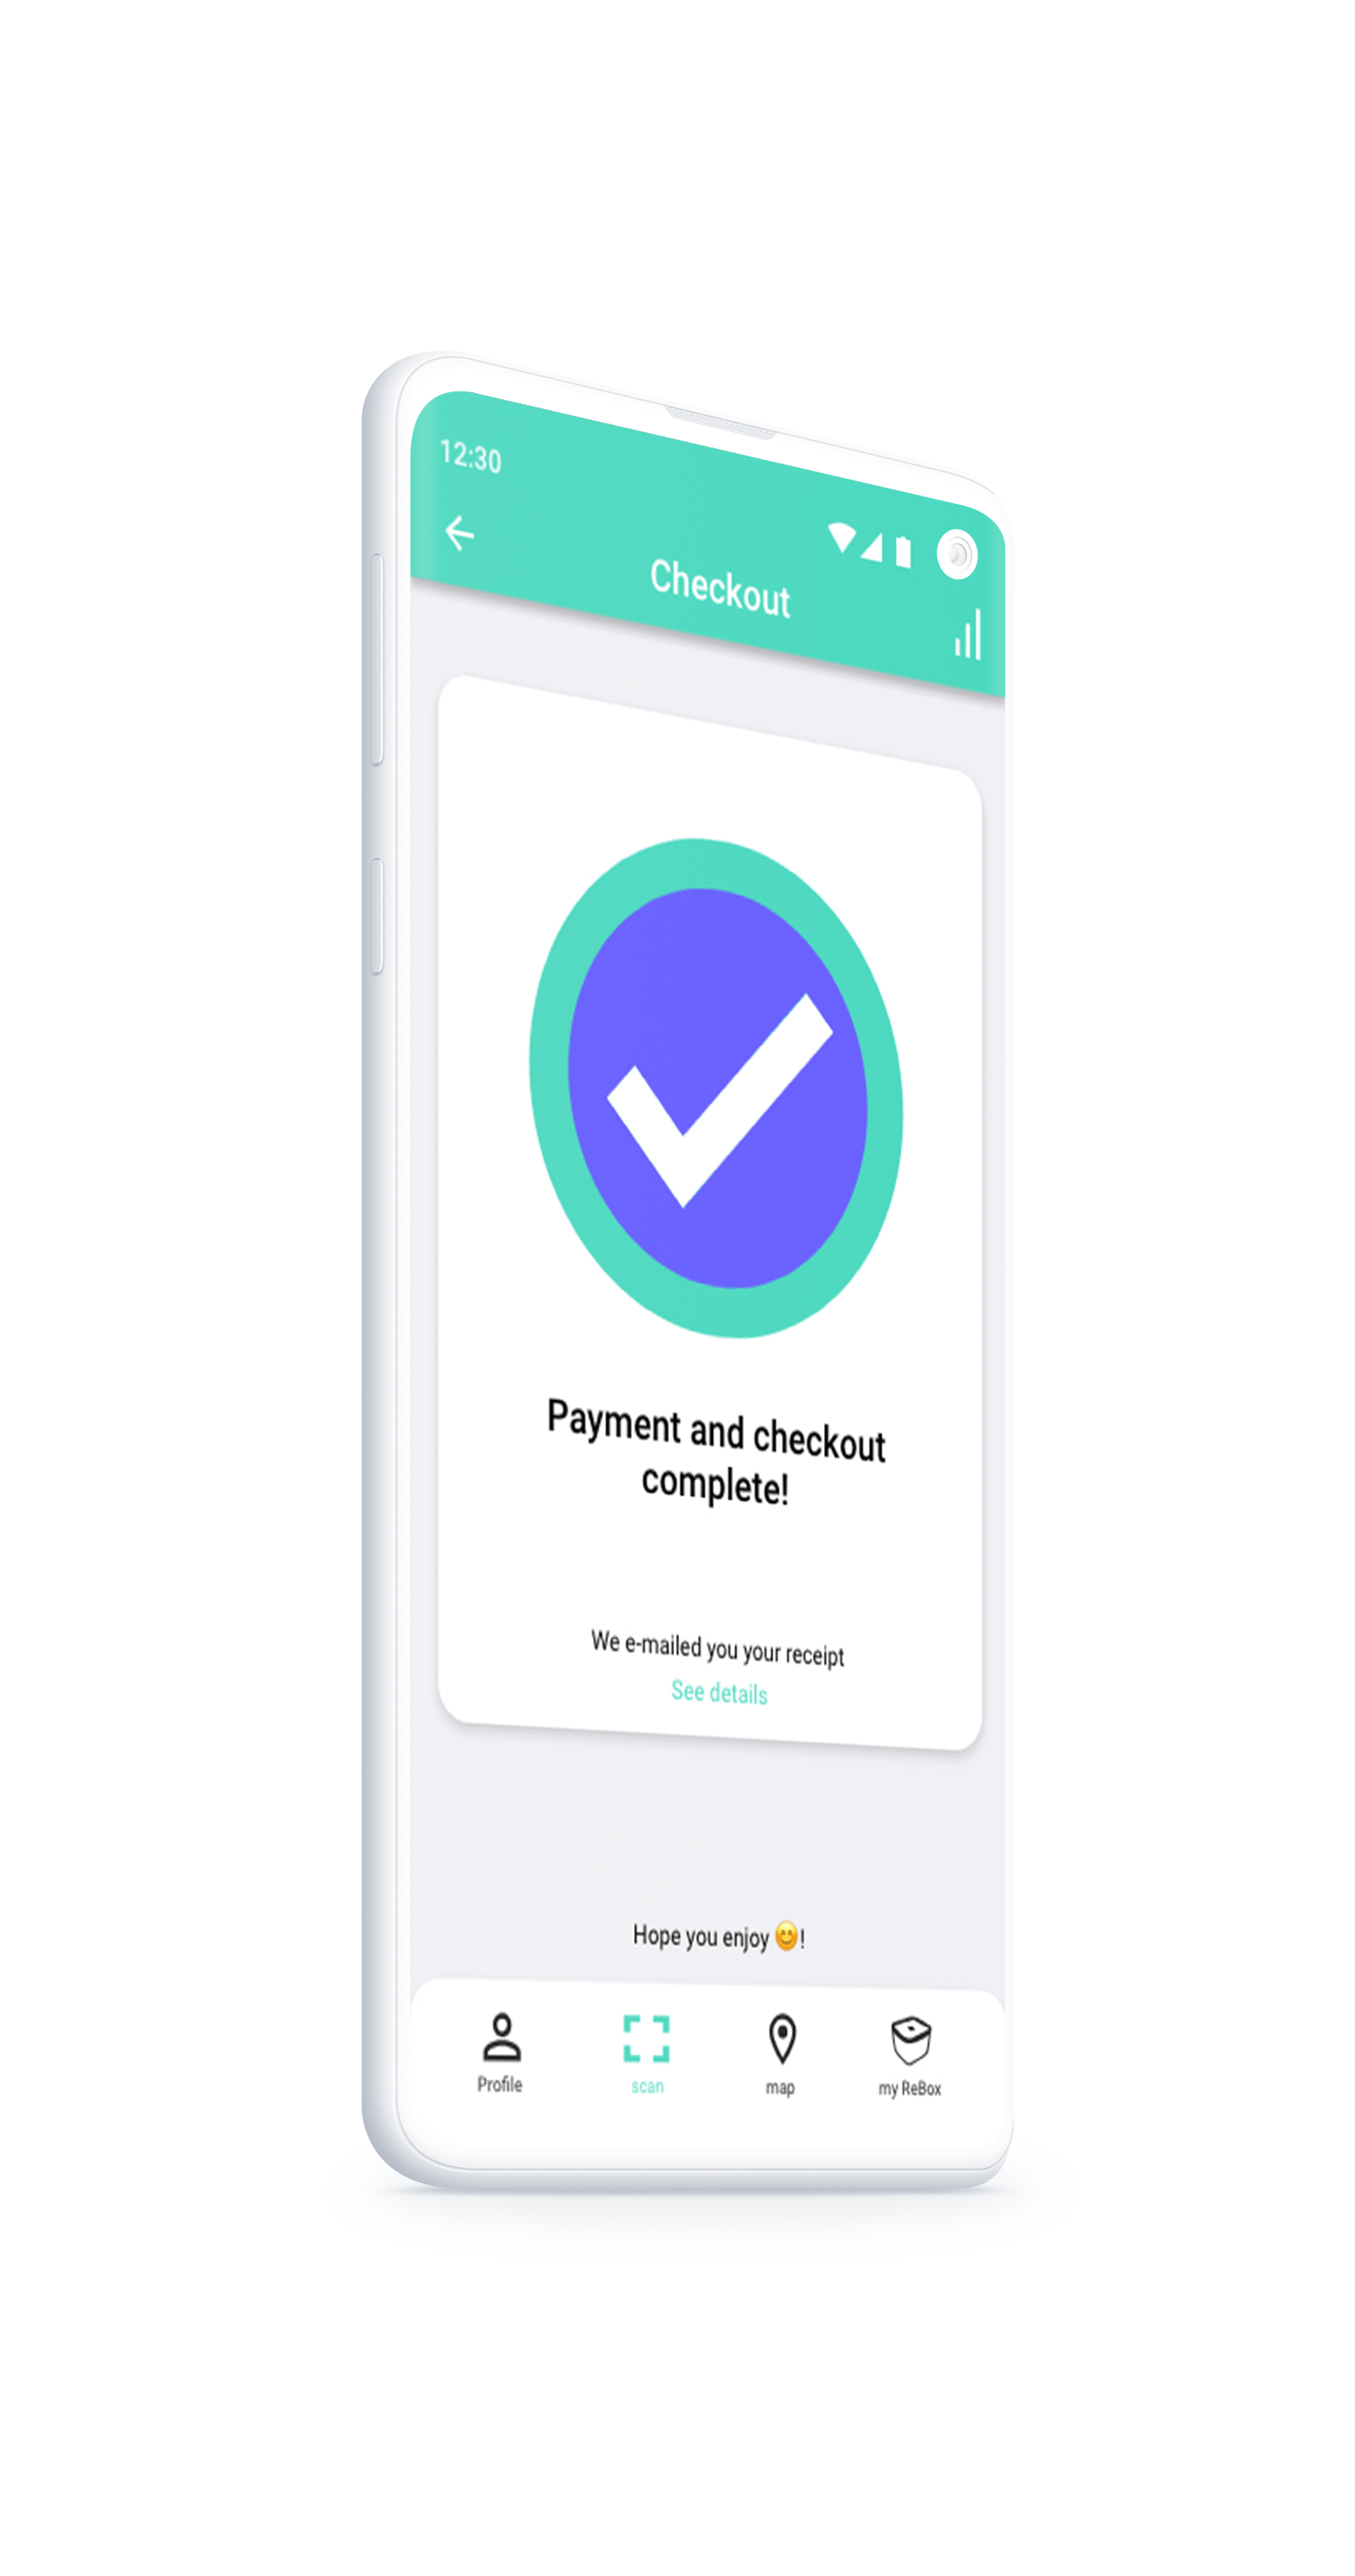 12:30
Checkout
Payment and checkout
complete!
We e-mailed you your receipt
See details
Hope you enjoy 😊!
Profile
scan
map
my ReBox